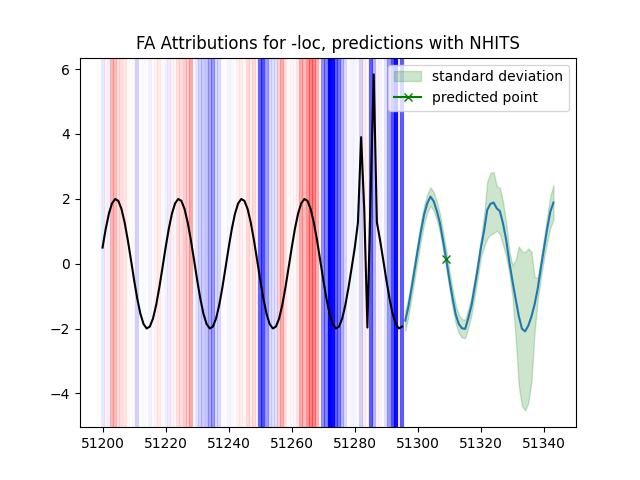 FA Attributions for -loc, predictions with NHITS
6
4
2
0
−2
−4
standard deviation
predicted point
51200 51220 51240 51260 51280 51300 51320 51340